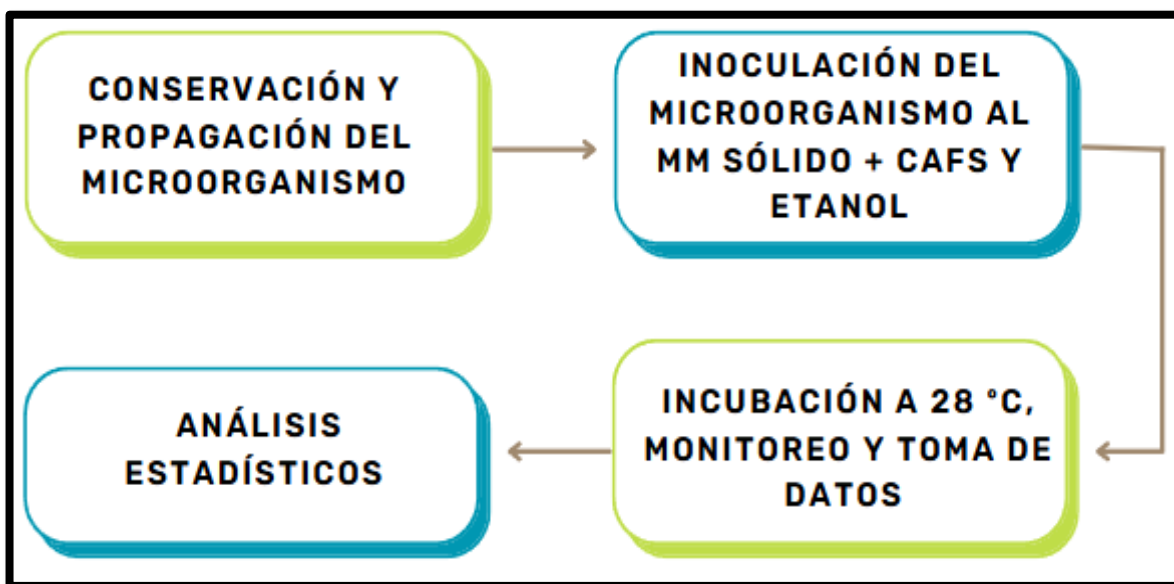 CONSERVACIÓN Y
PROPAGACIÓN DEL
MICROORGANISMO
INOCULACIÓN DEL
MICROORGANISMO AL
MM SÓLIDO + CAFS Y
ETANOL
INCUBACIÓN A 28 °C,
MONITOREO Y TOMA DE
DATOS
ANÁLISIS
ESTADÍSTICOS